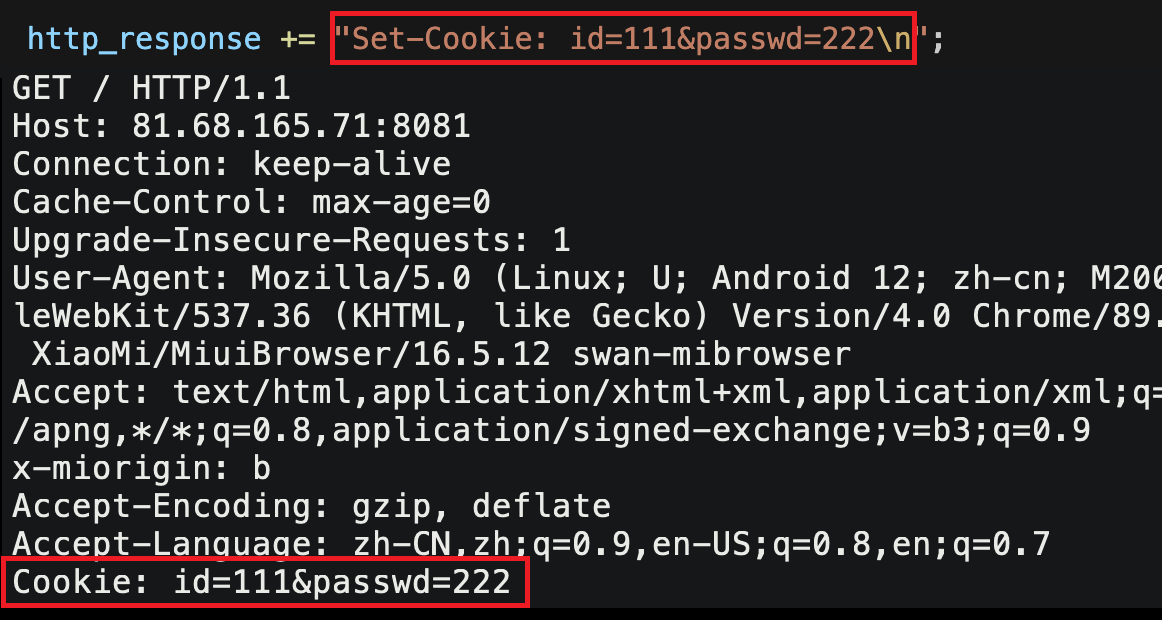 http_response += "Set-Cookie: id=111&passwd=222\n";
GET / HTTP/1.1
Host: 81.68.165.71:8081
Connection: keep-alive
Cache-Control: max-age=0
Upgrade-Insecure-Requests: 1
User-Agent: Mozilla/5.0 (Linux; U; Android 12; zh-cn; M200
leWebKit/537.36 (KHTML, like Gecko) Version/4.0 Chrome/89.
XiaoMi/MiuiBrowser/16.5.12 swan-mibrowser
Accept: text/html,application/xhtml+xml,application/xml;q=
/apng,*/*;q=0.8,application/signed-exchange;v=b3;q=0.9
x-miorigin: b
Accept-Encoding: gzip, deflate
Accept-Language: zh-CN,zh;q=0.9,en-US;q=0.8,en;q=0.7
Cookie: id=111&passwd=222